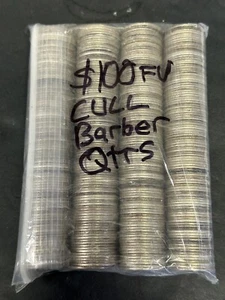 $100 FV
CULL
Barber
Qtrs